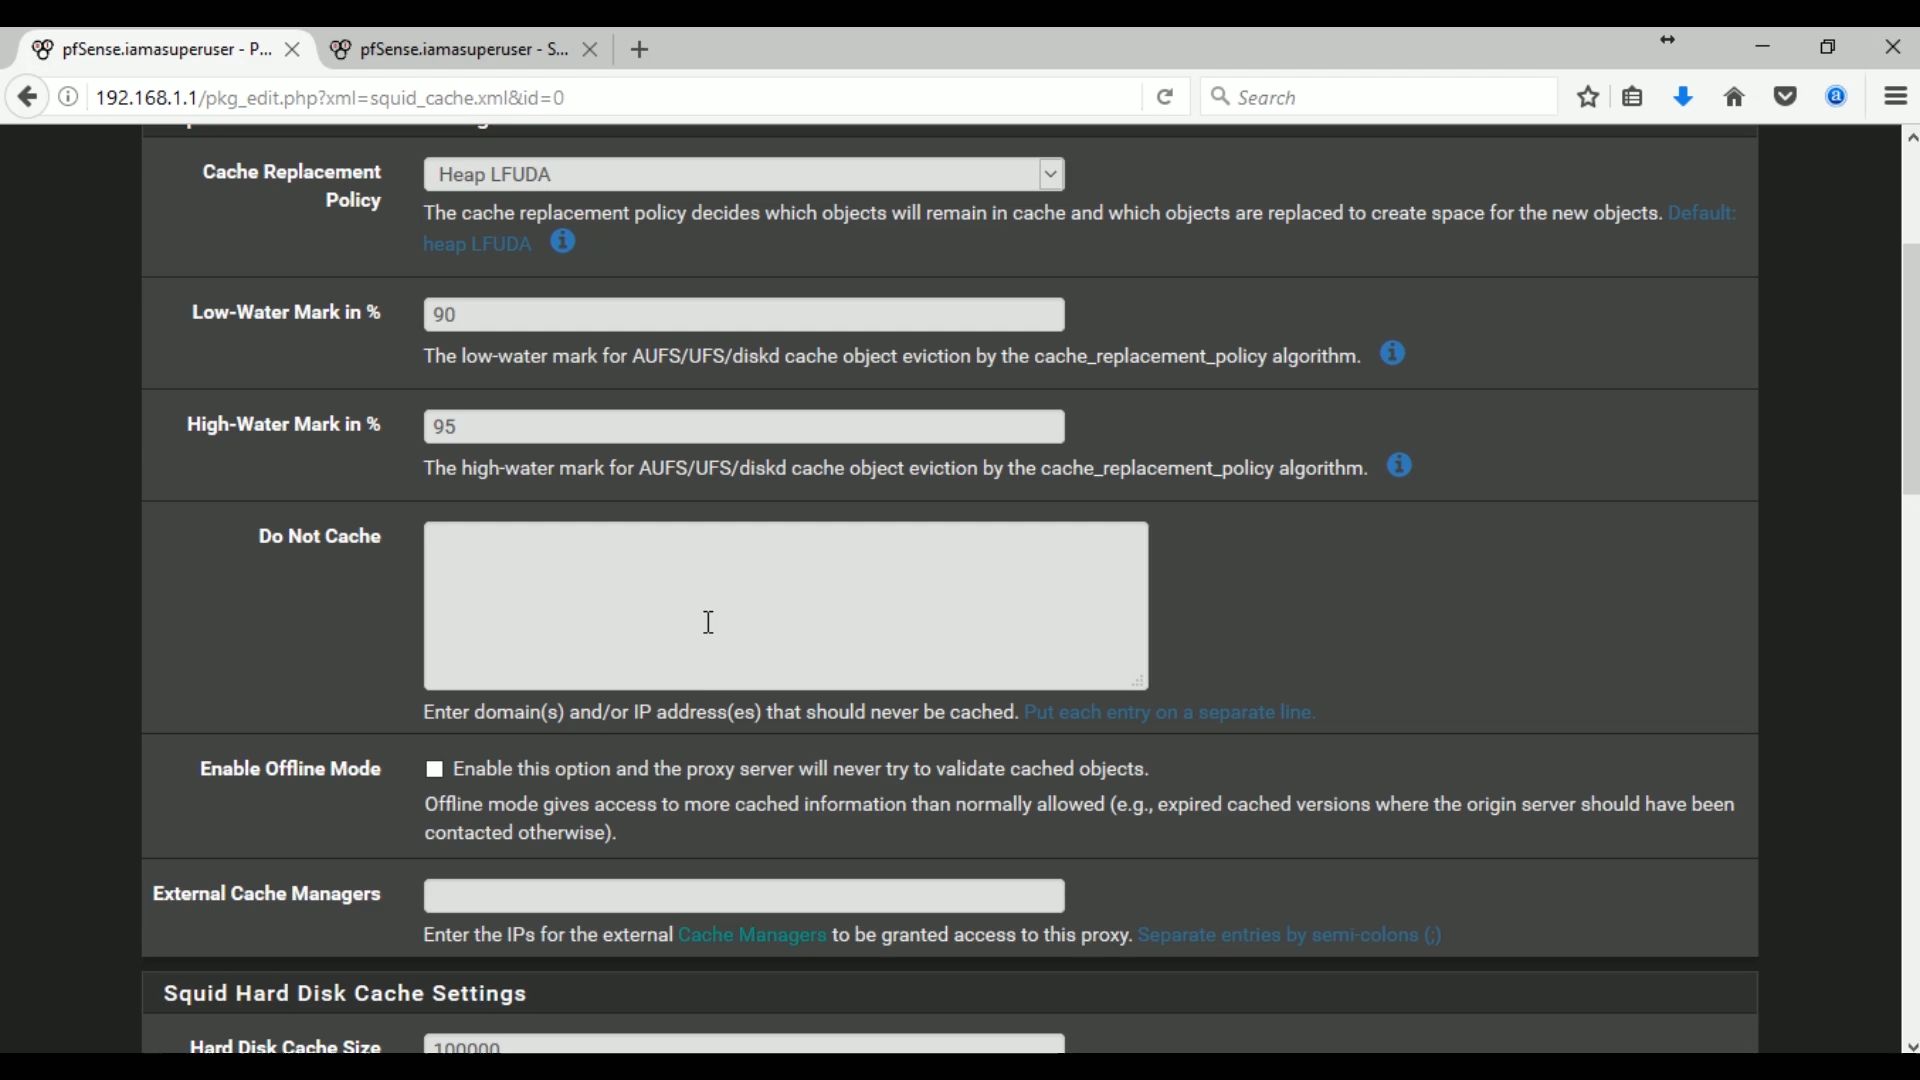 pfSense.iamasuperuser - P...
pfSense.iamasuperuser - S...
192.168.1.1/pkg_edit.php?xml=squid_cache.xml&id=0
Search
Cache Replacement
Policy
Heap LFUDA
The cache replacement policy decides which objects will remain in cache and which objects are replaced to create space for the new objects. Default:
heap LFUDA
Low-Water Mark in %
90
The low-water mark for AUFS/UFS/diskd cache object eviction by the cache_replacement_policy algorithm.
High-Water Mark in %
95
The high-water mark for AUFS/UFS/diskd cache object eviction by the cache_replacement_policy algorithm.
Do Not Cache
Enter domain(s) and/or IP address(es) that should never be cached. Put each entry on a separate line.
Enable Offline Mode
Enable this option and the proxy server will never try to validate cached objects.
Offline mode gives access to more cached information than normally allowed (e.g., expired cached versions where the origin server should have been
contacted otherwise).
External Cache Managers
Enter the IPs for the external Cache Managers to be granted access to this proxy. Separate entries by semi-colons (;)
Squid Hard Disk Cache Settings
Hard Disk Cache Size
100000